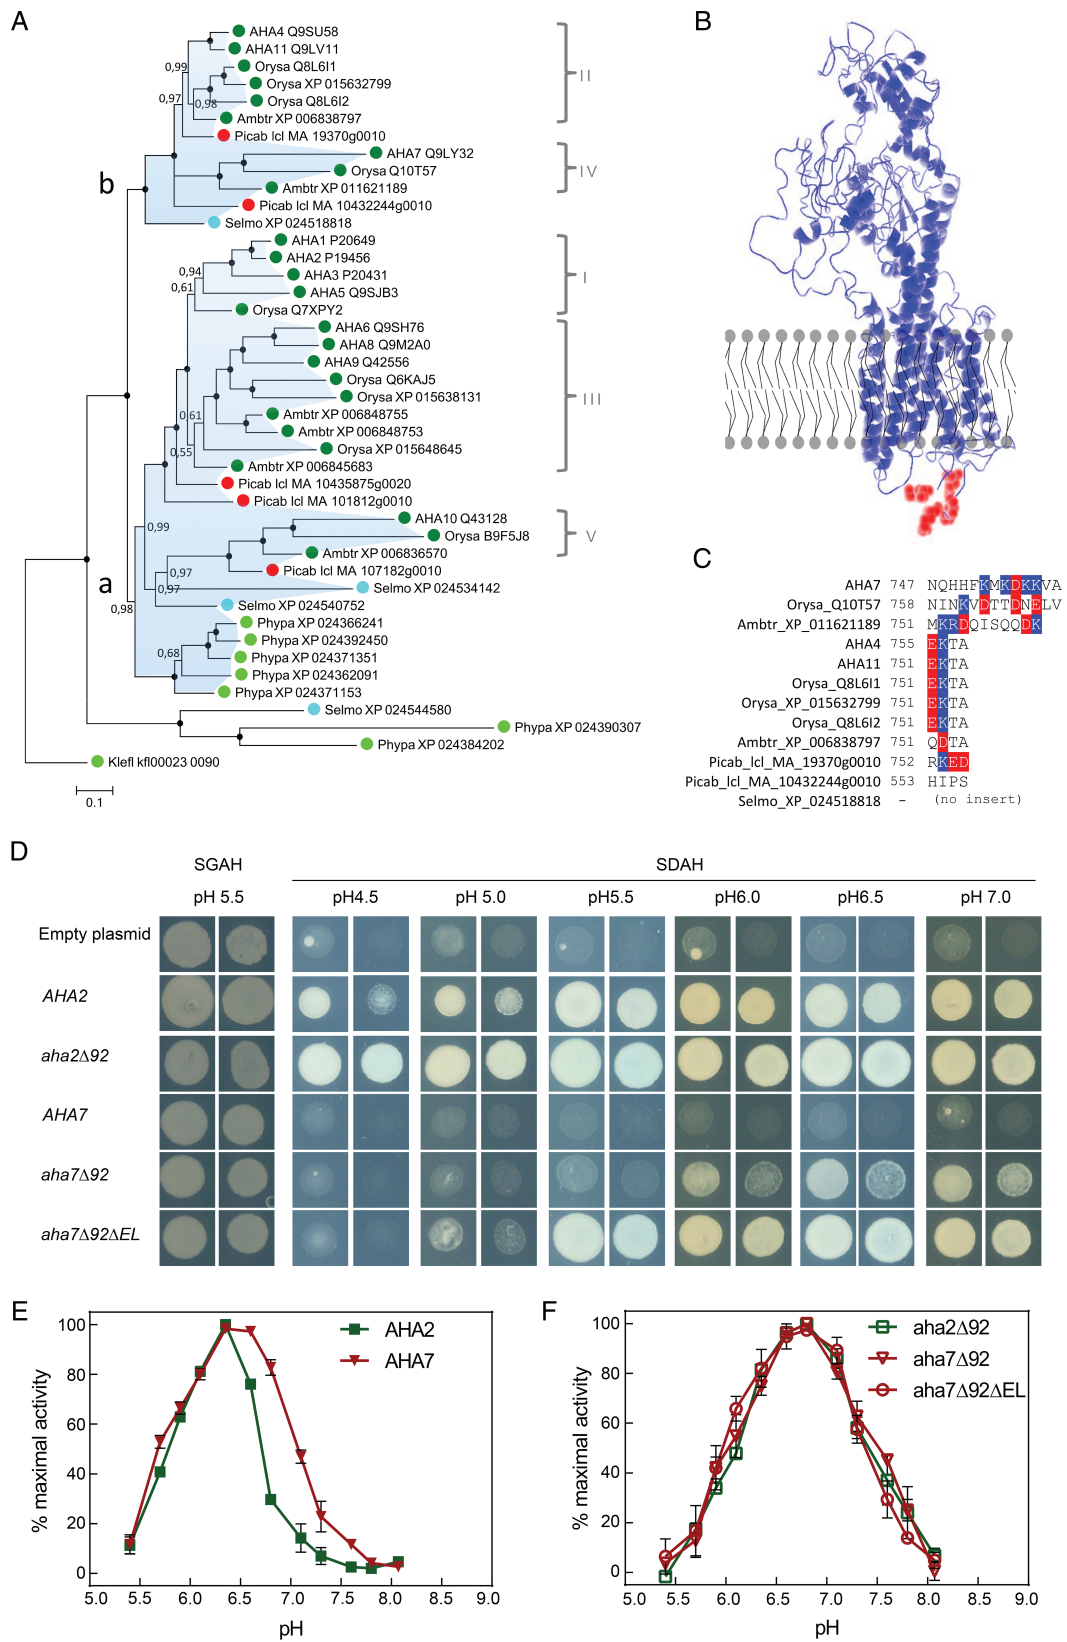 A
AHA4 Q9SU58
AHA11 Q9LV11
Orysa Q8L6I1
0,99
Orysa XP 015632799
0,97
0,98
Orysa Q8L6I2
Ambtr XP 006838797
Picab lcl MA 19370g0010
II
AHA7 Q9LY32
Orysa Q10T57
Ambtr XP 011621189
Picab lcl MA 10432244g0010
IV
b
Selmo XP 024518818
AHA1 P20649
AHA2 P19456
0,94
AHA3 P20431
0,61
AHA5 Q9SJB3
Orysa Q7XPY2
I
AHA6 Q9SH76
AHA8 Q9M2A0
AHA9 Q42556
Orysa Q6KAJ5
Orysa XP 015638131
0,61
Ambtr XP 006848755
Ambtr XP 006848753
0,55
Orysa XP 015648645
Ambtr XP 006845683
III
Picab lcl MA 10435875g0020
Picab lcl MA 101812g0010
0,99
AHA10 Q43128
Orysa B9F5J8
Ambtr XP 006836570
V
0,97
Picab lcl MA 107182g0010
a
0,97
Selmo XP 024534142
0,98
Selmo XP 024540752
Phypa XP 024366241
Phypa XP 024392450
0,68
Phypa XP 024371351
Phypa XP 024362091
Phypa XP 024371153
Selmo XP 024544580
Phypa XP 024390307
Phypa XP 024384202
Klefl kfl00023 0090
0.1
B
C
AHA7 747 NQHHFKMKDKKVA
Orysa_Q10T57 758 NINKVDTTDNELV
Ambtr_XP_011621189 751 MKRDQISQQDK
AHA4 755 EKTA
AHA11 751 EKTA
Orysa_Q8L6I1 751 EKTA
Orysa_XP_015632799 751 EKTA
Orysa_Q8L6I2 751 EKTA
Ambtr_XP_006838797 751 QDTA
Picab_lcl_MA_19370g0010 752 RKED
Picab_lcl_MA_10432244g0010 553 HIPS
Selmo_XP_024518818 – (no insert)
D
SGAH SDAH
pH 5.5 pH4.5 pH 5.0 pH5.5 pH6.0 pH6.5 pH 7.0
Empty plasmid
AHA2
aha2Δ92
AHA7
aha7Δ92
aha7Δ92ΔEL
E
% maximal activity
100
80
60
40
20
0
AHA2
AHA7
5.0 5.5 6.0 6.5 7.0 7.5 8.0 8.5 9.0
pH
F
% maximal activity
100
80
60
40
20
0
aha2Δ92
aha7Δ92
aha7Δ92ΔEL
5.0 5.5 6.0 6.5 7.0 7.5 8.0 8.5 9.0
pH